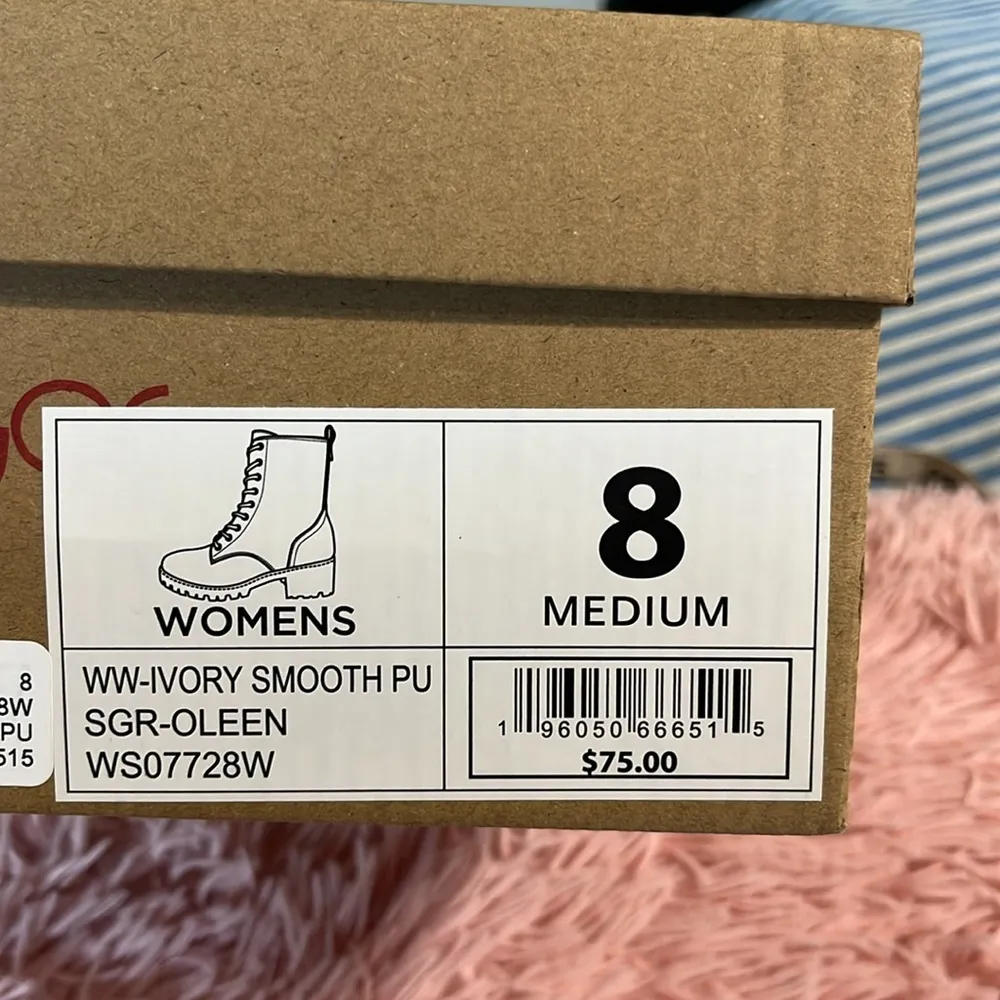 WOMENS
8
MEDIUM
WW-IVORY SMOOTH PU
SGR-OLEEN
WS07728W
1 96050 66651 5
$75.00
8
8W
PU
515